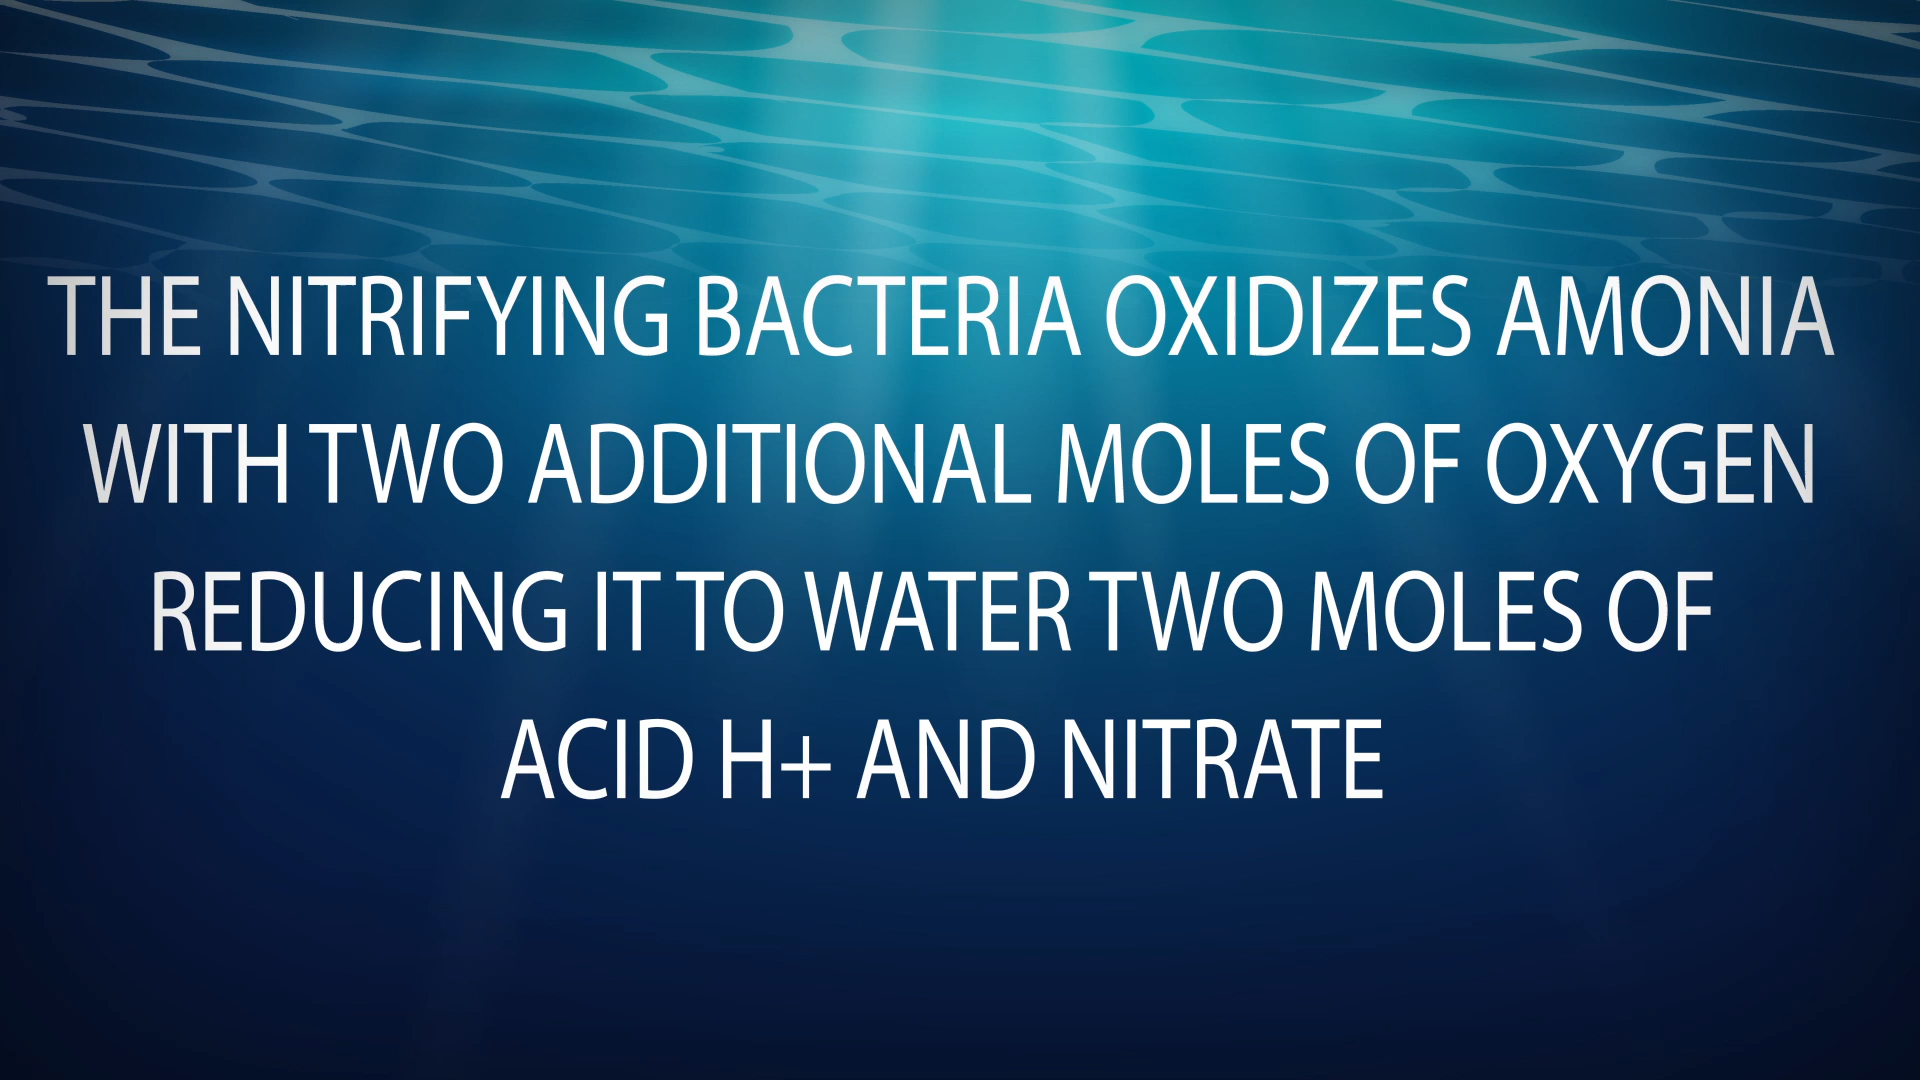 THE NITRIFYING BACTERIA OXIDIZES AMONIA
WITH TWO ADDITIONAL MOLES OF OXYGEN
REDUCING IT TO WATER TWO MOLES OF
ACID H+ AND NITRATE